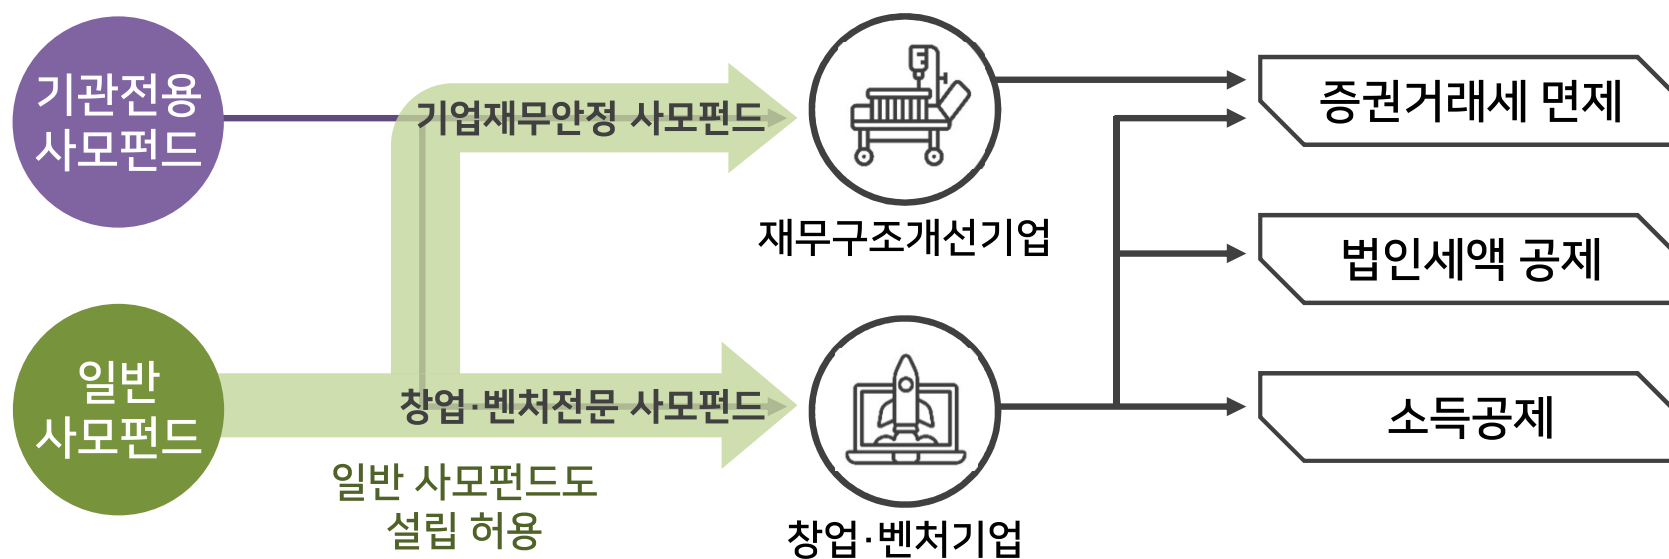 기관전용
사모펀드
기업재무안정 사모펀드
재무구조개선기업
증권거래세 면제
법인세액 공제
일반
사모펀드
창업·벤처전문 사모펀드
일반 사모펀드도
설립 허용
창업·벤처기업
소득공제